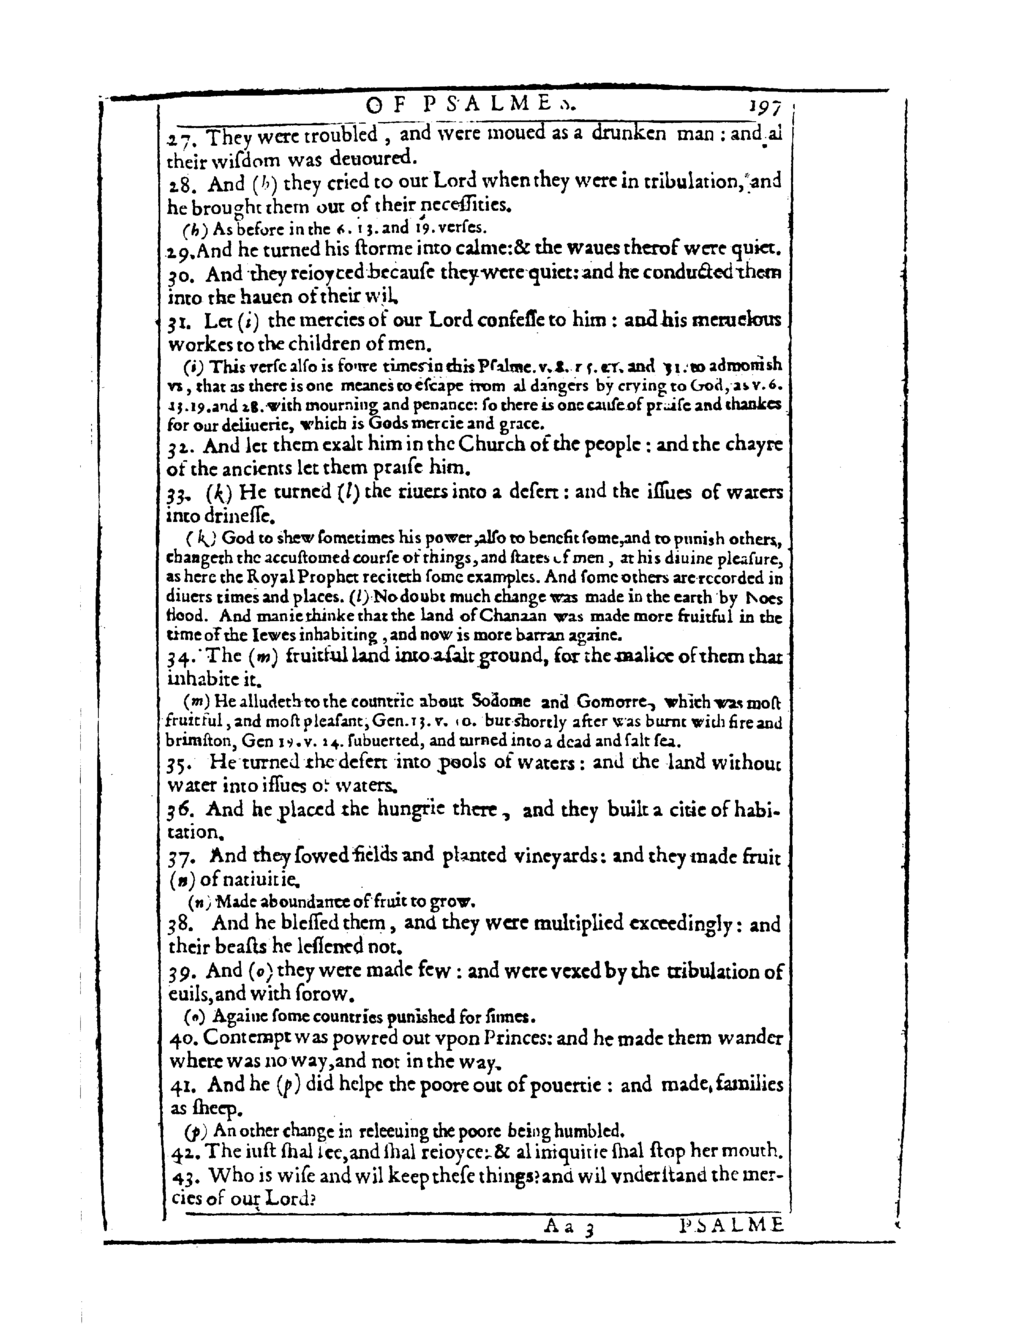 OF PSALMES. 197
27. They were troubled, and were moued as a drunken man: and al
their wiſdom was deuoured.
28. And (h) they cried to our Lord when they were in tribulation, and
he brought them out of their neceſſities.
(h) As before in the 6. 13. and 19. verſes.
29. And he turned his ſtorme into calme: & the waues therof were quiet.
30. And they reioyced becauſe they were quiet: and he conducted them
into the hauen of their wil.
31. Let (i) the mercies of our Lord confeſſe to him: and his meruelous
workes to the children of men.
(i) This verſe alſo is fowre times in this Pſalme. v. 8. 15. 21. and 31. to admoniſh
vs, that as there is one meanes to eſcape from al dangers by crying to God, as v. 6.
13. 19. and 28. with mourning and penance: ſo there is one cauſe of praiſe and thankes
for our deliuerie, which is Gods mercie and grace.
32. And let them exalt him in the Church of the people: and the chayre
of the ancients let them praiſe him.
33. (k) He turned (l) the riuers into a deſert: and the iſſues of waters
into drineſſe.
(k) God to shew ſometimes his power, alſo to benefit ſome, and to punish others,
changeth the accuſtomed courſe of things, and ſtates of men, at his diuine pleaſure,
as here the Royal Prophet reciteth ſome examples. And ſome others are recorded in
diuers times and places. (l) No doubt much change was made in the earth by Noes
flood. And manie thinke that the land of Chanaan was made more fruitful in the
time of the Iewes inhabiting, and now is more barran againe.
34. The (m) fruitful land into a ſalt ground, for the malice of them that
inhabite it.
(m) He alludeth to the countrie about Sodome and Gomorre, which was moſt
fruitful, and moſt pleaſant, Gen. 13. v. 10. but shortly after was burnt with fire and
brimſton, Gen 19. v. 24. ſubuerted, and turned into a dead and ſalt ſea.
35. He turned the deſert into pools of waters: and the land without
water into iſſues of waters.
36. And he placed the hungrie there, and they built a citie of habi-
tation.
37. And they ſowed fields and planted vineyards: and they made fruit
(n) of natiuitie.
(n) Made aboundance of fruit to grow.
38. And he bleſſed them, and they were multiplied exceedingly: and
their beaſts he leſſened not.
39. And (o) they were made few: and were vexed by the tribulation of
euils, and with ſorow.
(o) Againe ſome countries punished for ſinnes.
40. Contempt was powred out vpon Princes: and he made them wander
where was no way, and not in the way.
41. And he (p) did helpe the poore out of pouertie: and made families
as ſheep.
(p) An other change in releeuing the poore being humbled.
42. The iuſt ſhal ſee, and ſhal reioyce: & al iniquitie ſhal ſtop her mouth.
43. Who is wiſe and wil keep theſe things? and wil vnderſtand the mer-
cies of our Lord?
Aa 3 PSALME